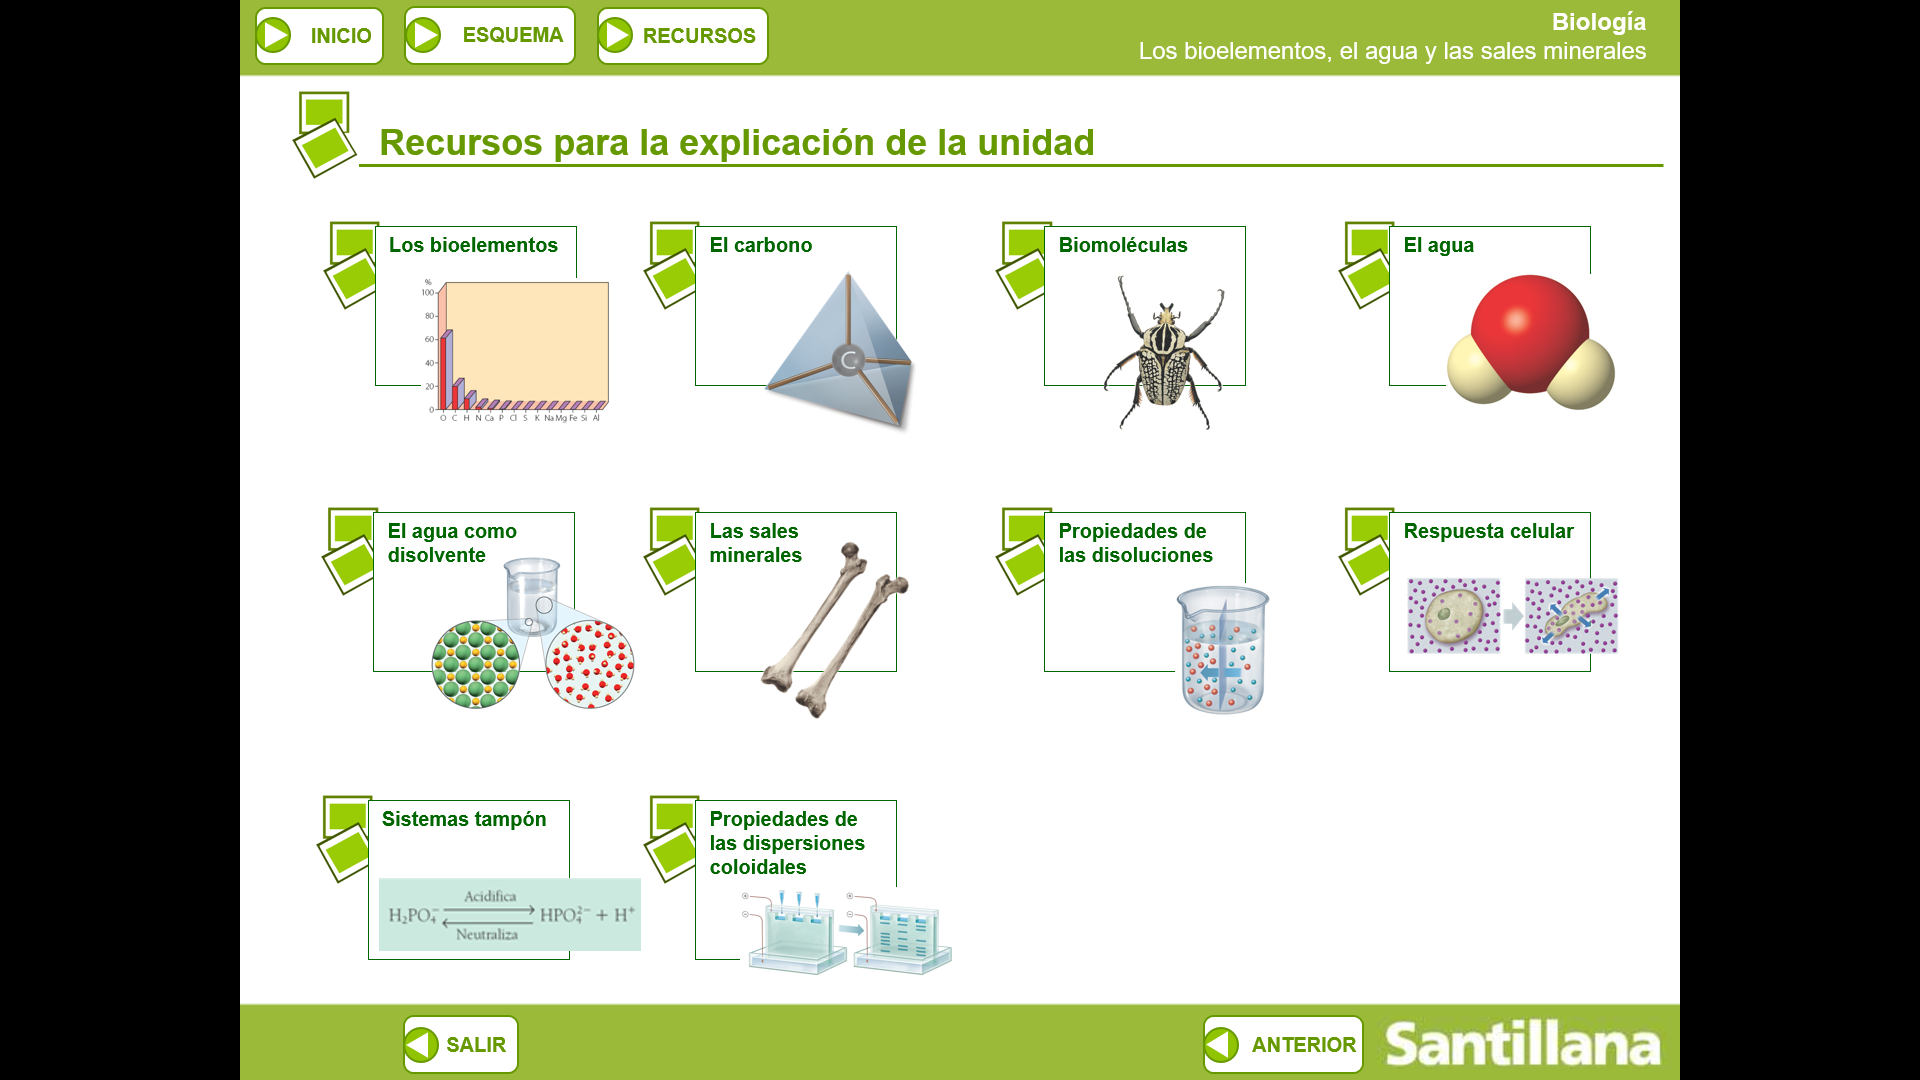 INICIO
ESQUEMA
RECURSOS
Biología
Los bioelementos, el agua y las sales minerales
Recursos para la explicación de la unidad
Los bioelementos
%
100
80
60
40
20
0
O C H N Ca P Cl S K Na Mg Fe Si Al
El carbono
C
Biomoléculas
El agua
El agua como
disolvente
Las sales
minerales
Propiedades de
las disoluciones
Respuesta celular
Sistemas tampón
Acidifica
H₂PO₄⁻ HPO₄²⁻ + H⁺
Neutraliza
Propiedades de
las dispersiones
coloidales
SALIR
ANTERIOR
Santillana